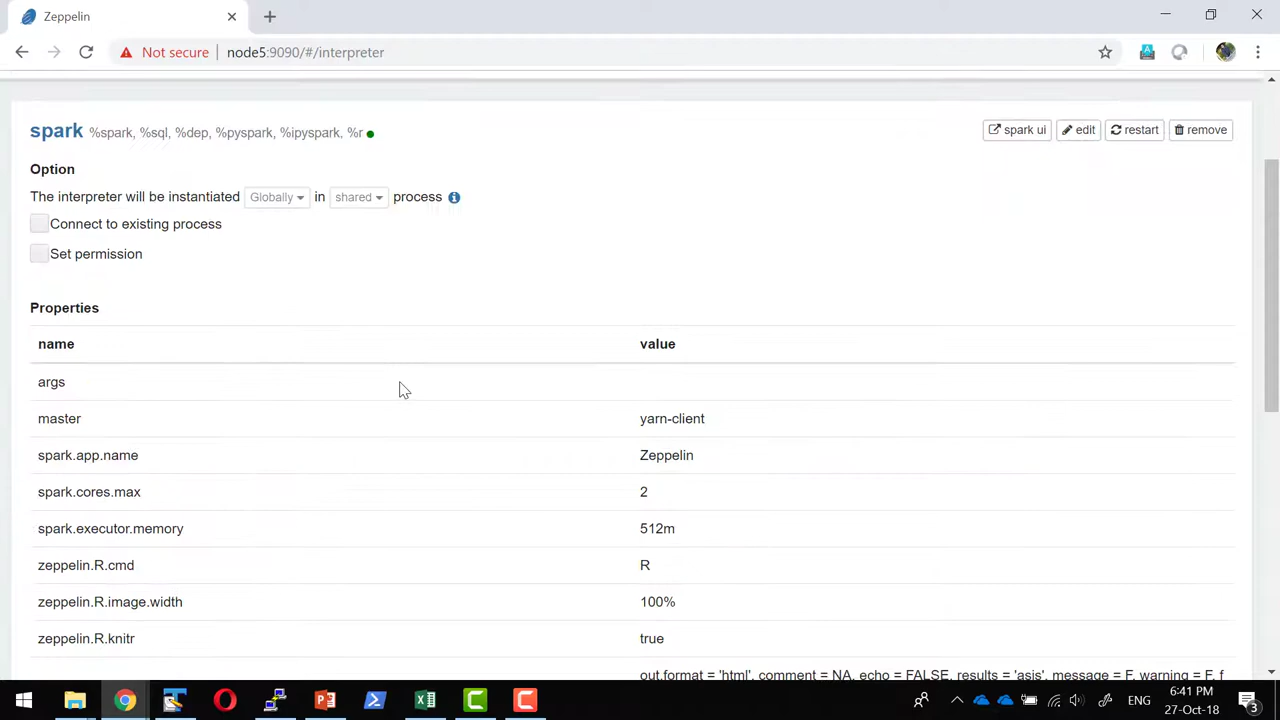 Zeppelin
Not secure node5:9090/#/interpreter
spark %spark, %sql, %dep, %pyspark, %ipyspark, %r
spark ui edit restart remove
Option
The interpreter will be instantiated Globally in shared process
Connect to existing process
Set permission
Properties
name value
args
master yarn-client
spark.app.name Zeppelin
spark.cores.max 2
spark.executor.memory 512m
zeppelin.R.cmd R
zeppelin.R.image.width 100%
zeppelin.R.knitr true
out.format = 'html', comment = NA, echo = FALSE, results = 'asis', message = F, warning = F, f
ENG
6:41 PM
27-Oct-18
3